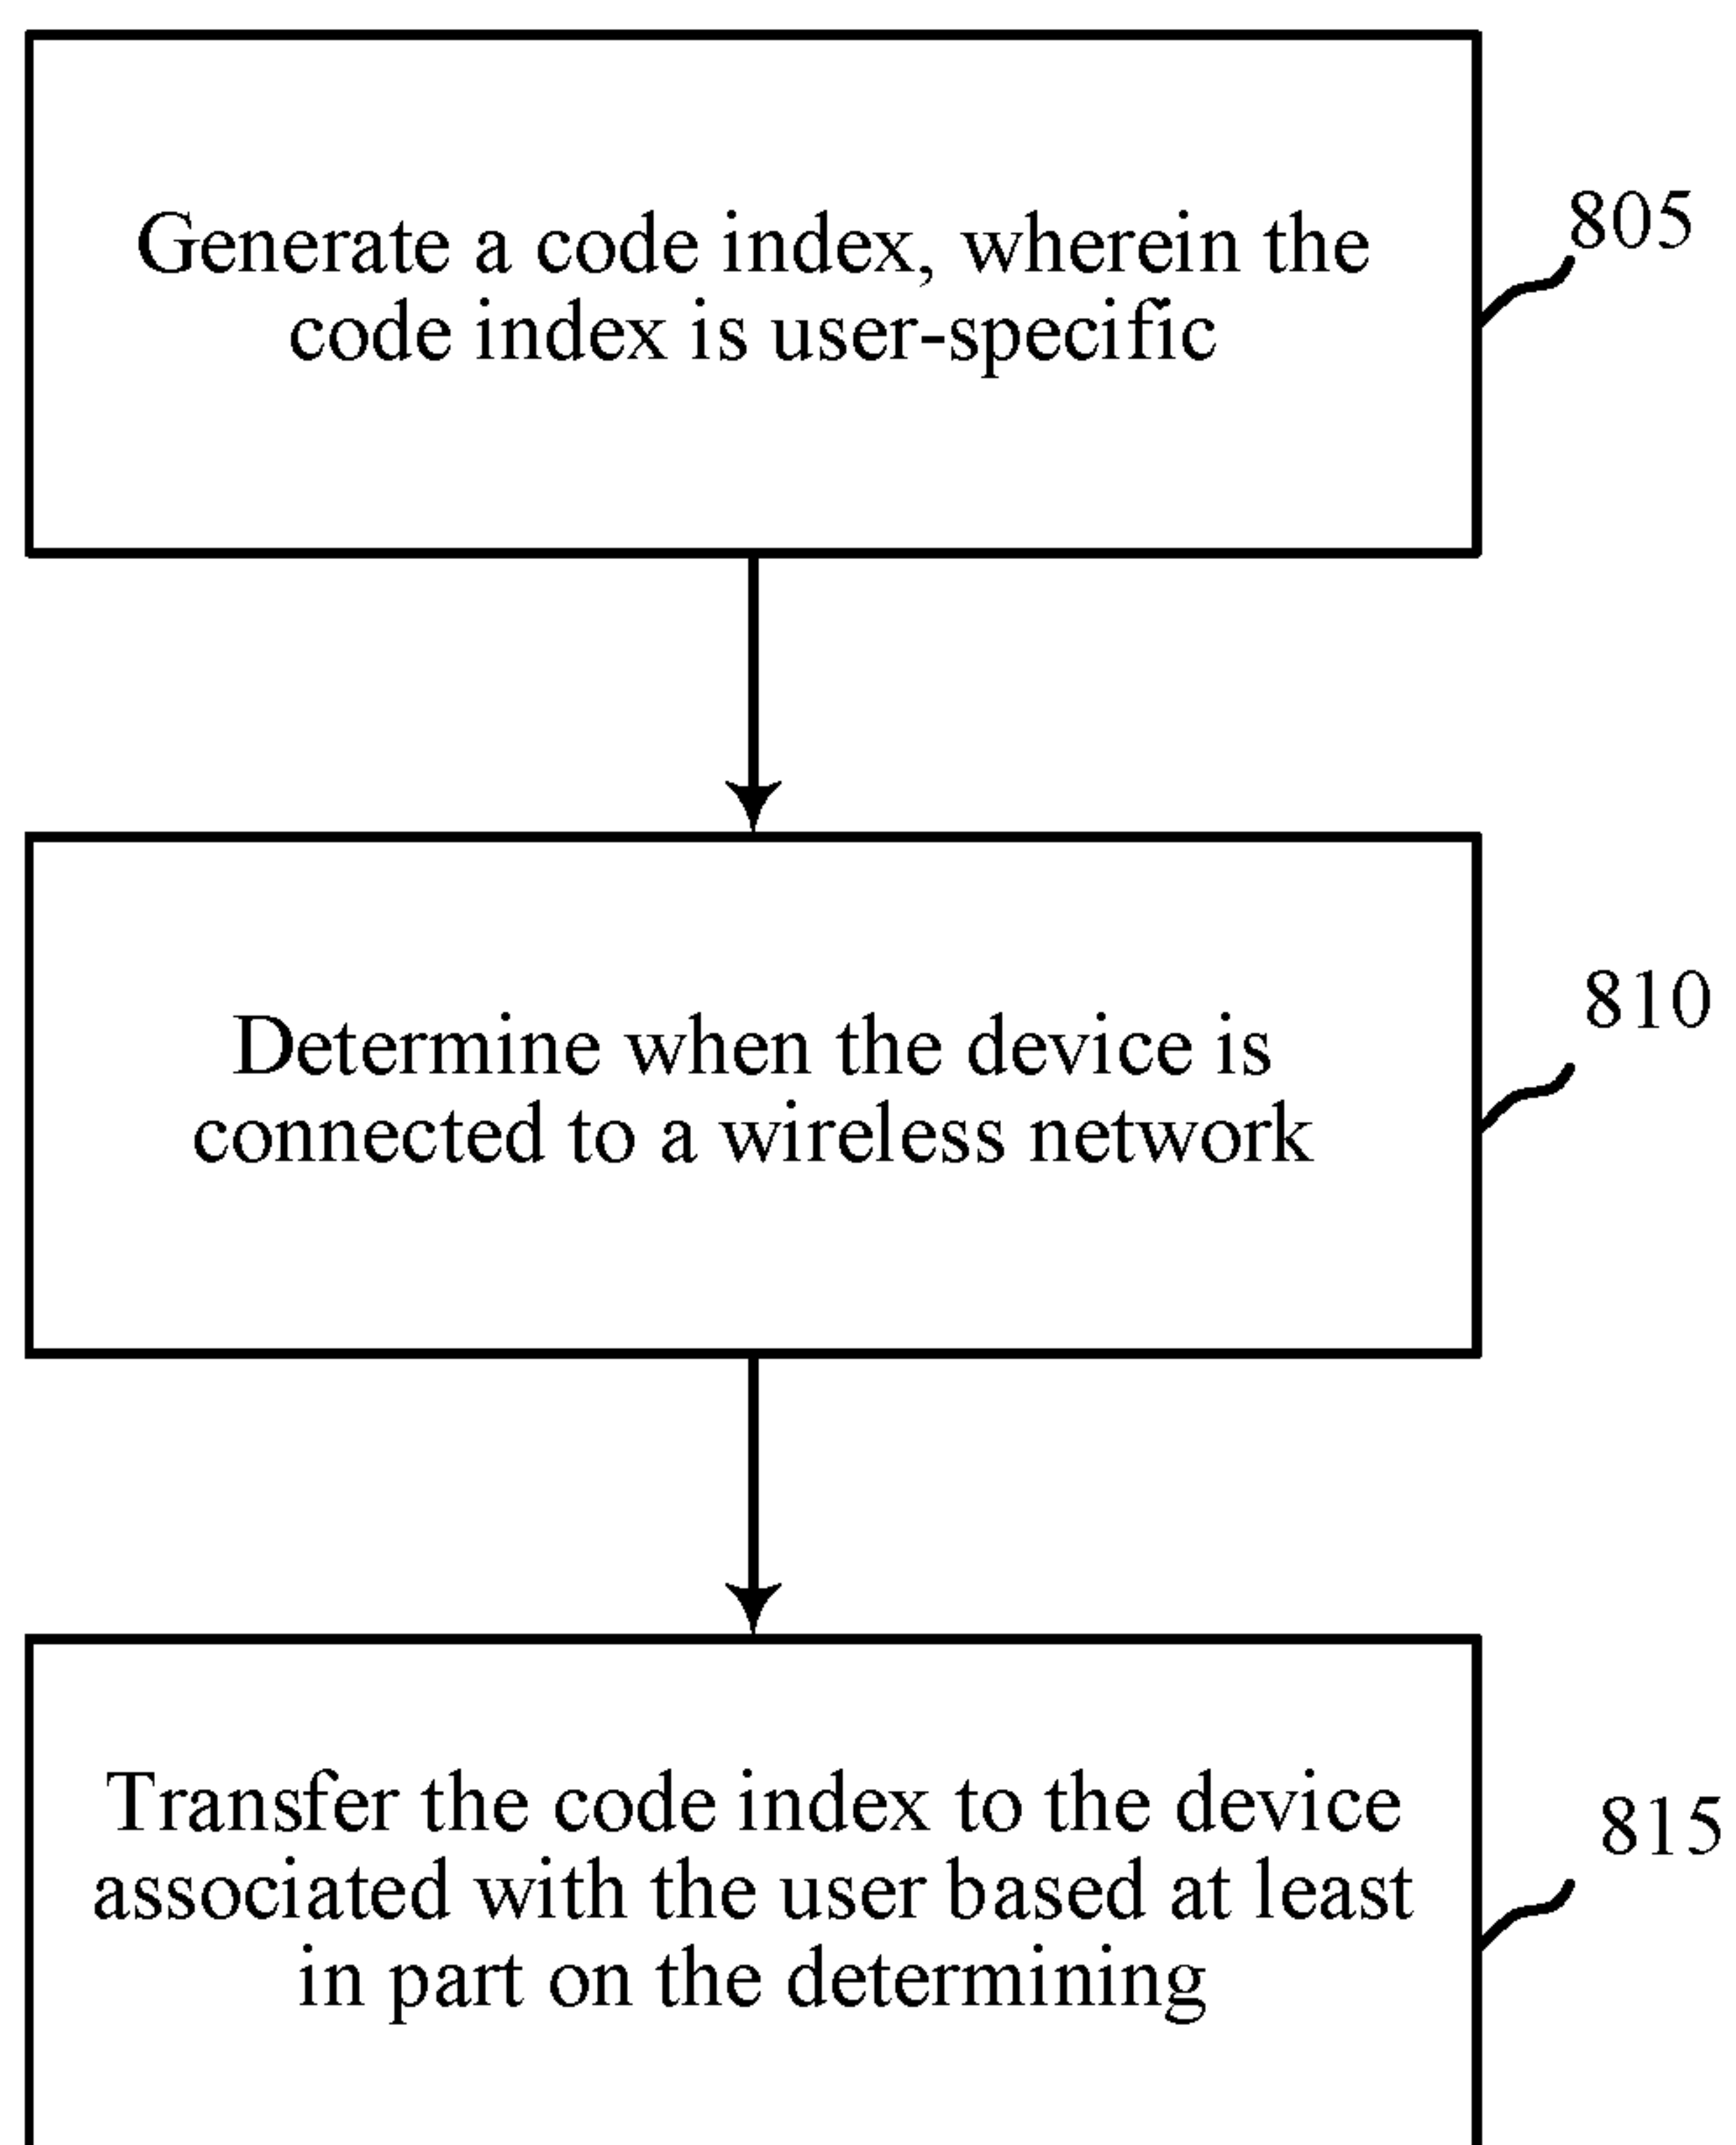 Generate a code index, wherein the
code index is user-specific
805
Determine when the device is
connected to a wireless network
810
Transfer the code index to the device
associated with the user based at least
in part on the determining
815